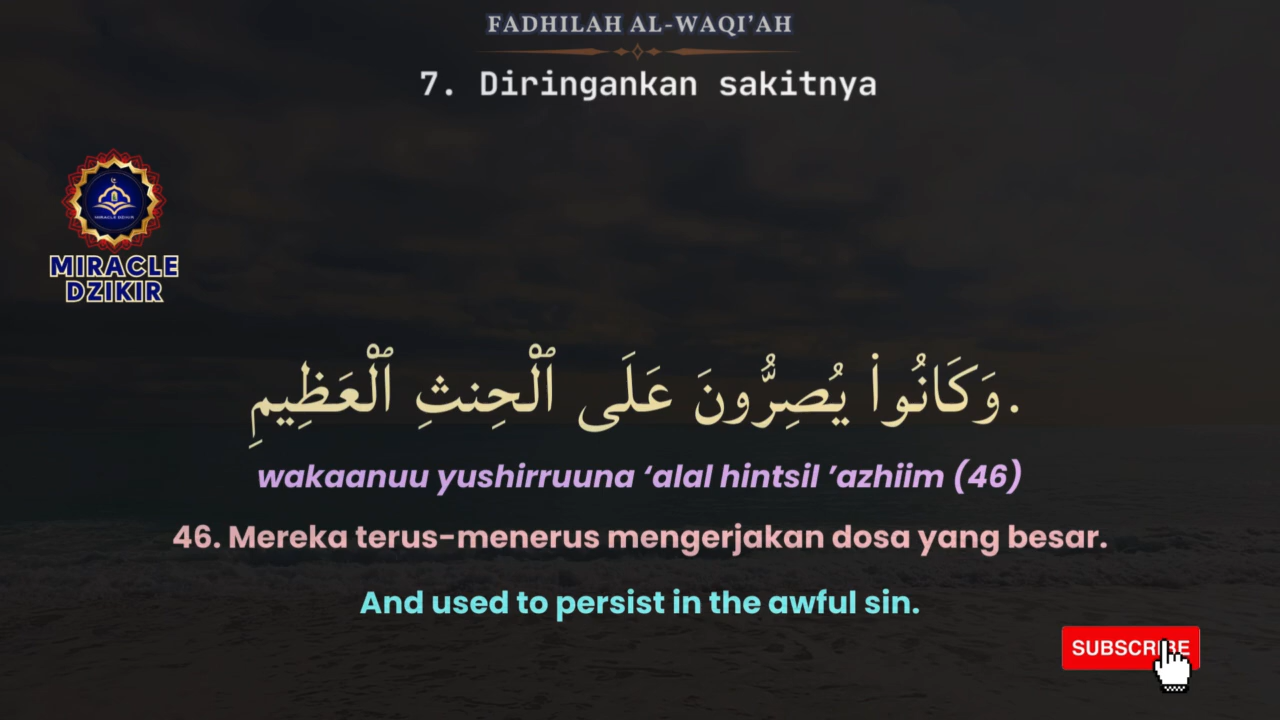 FADHILAH AL-WAQI’AH
7. Diringankan sakitnya
MIRACLE
DZIKIR
وَكَانُوا۟ يُصِرُّونَ عَلَى ٱلْحِنثِ ٱلْعَظِيمِ.
wakaanuu yushirruuna ‘alal hintsil ’azhiim (46)
46. Mereka terus-menerus mengerjakan dosa yang besar.
And used to persist in the awful sin.
SUBSCRIBE